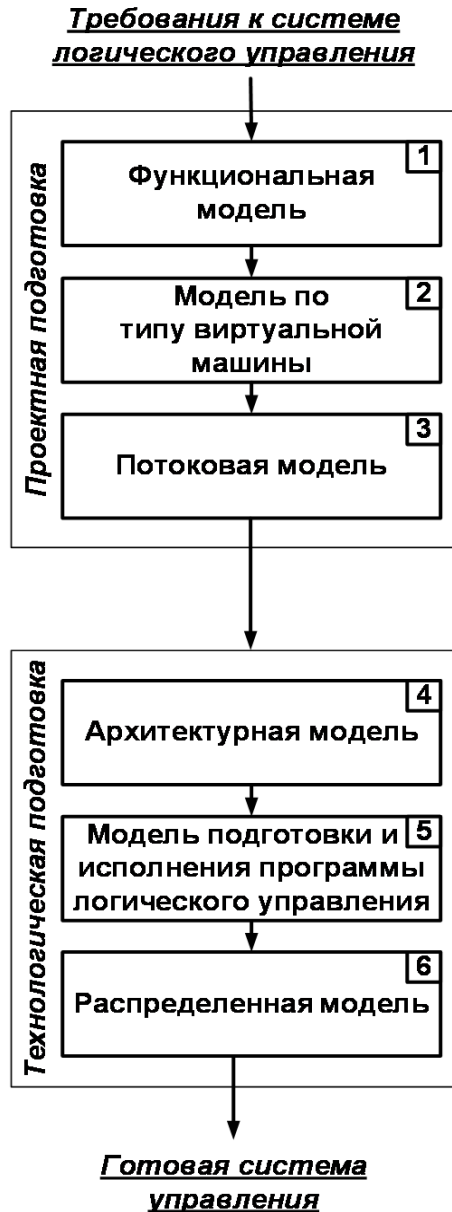 Требования к системе
логического управления
Проектная подготовка
1
Функциональная
модель
2
Модель по
типу виртуальной
машины
3
Потоковая модель
Технологическая подготовка
4
Архитектурная модель
5
Модель подготовки и
исполнения программы
логического управления
6
Распределенная модель
Готовая система
управления